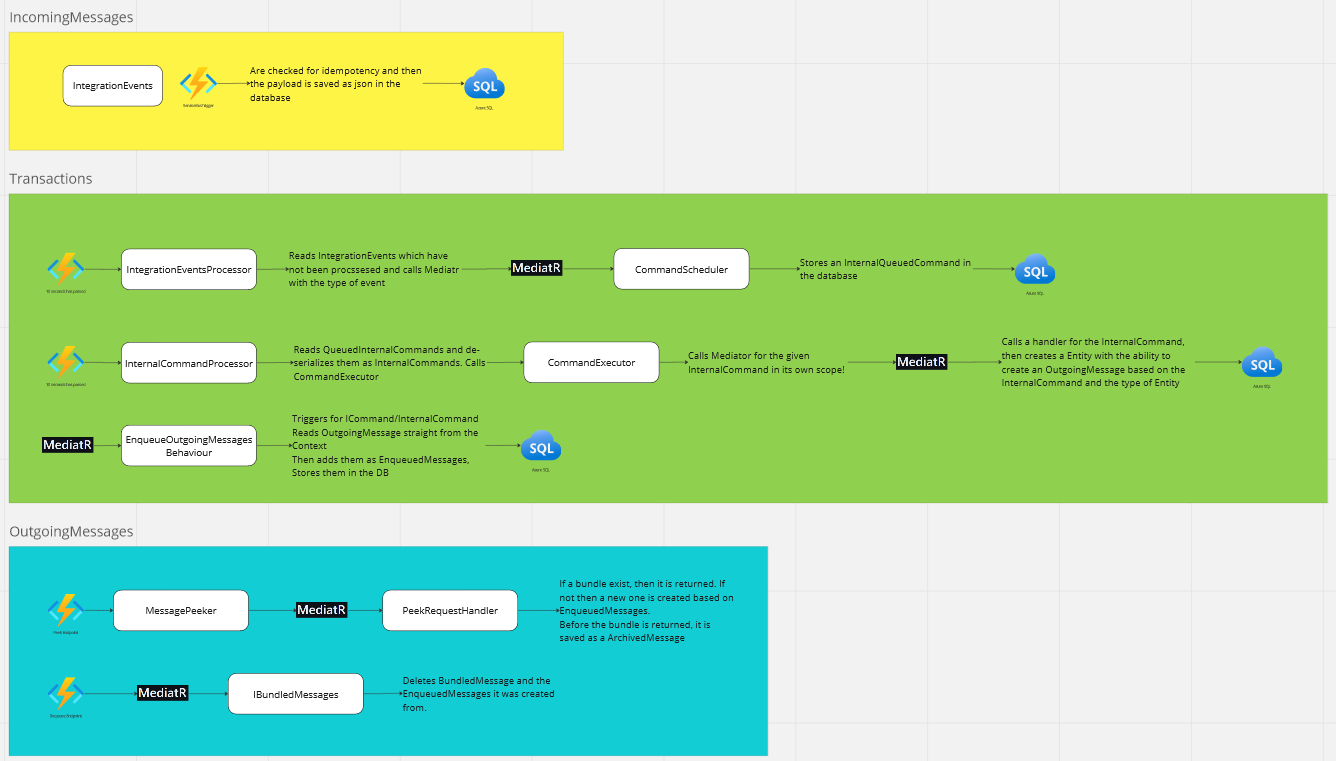 IncomingMessages
IntegrationEvents
ServiceBusTrigger
Are checked for idempotency and then
the payload is saved as json in the
database
SQL
Azure SQL
Transactions
10 seconds has passed
IntegrationEventsProcessor
Reads IntegrationEvents which have
not been procssesed and calls Mediatr
with the type of event
MediatR
CommandScheduler
Stores an InternalQueuedCommand in
the database
SQL
Azure SQL
10 seconds has passed
InternalCommandProcessor
Reads QueuedInternalCommands and de-
serializes them as InternalCommands. Calls
CommandExecutor
CommandExecutor
Calls Mediator for the given
InternalCommand in its own scope!
MediatR
Calls a handler for the InternalCommand,
then creates a Entity with the ability to
create an OutgoingMessage based on the
InternalCommand and the type of Entity
SQL
Azure SQL
MediatR
EnqueueOutgoingMessages
Behaviour
Triggers for ICommand/InternalCommand
Reads OutgoingMessage straight from the
Context
Then adds them as EnqueuedMessages,
Stores them in the DB
SQL
Azure SQL
OutgoingMessages
Peek Endpoint
MessagePeeker
MediatR
PeekRequestHandler
If a bundle exist, then it is returned. If
not then a new one is created based on
EnqueuedMessages.
Before the bundle is returned, it is
saved as a ArchivedMessage
Dequeue Endpoint
MediatR
IBundledMessages
Deletes BundledMessage and the
EnqueuedMessages it was created
from.